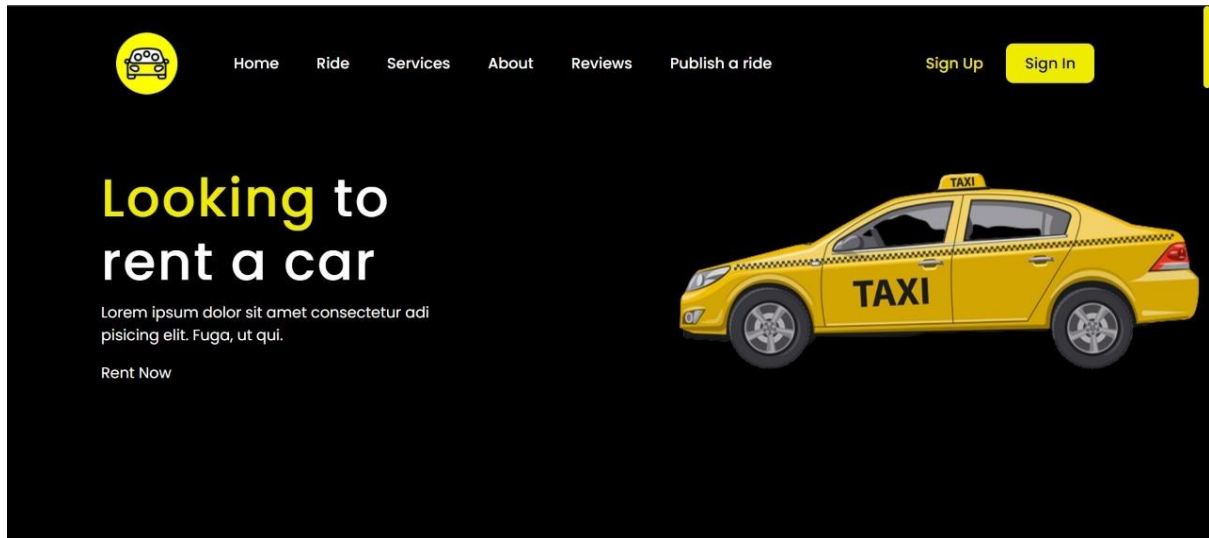 Home Ride Services About Reviews Publish a ride Sign Up Sign In
Looking to
rent a car
Lorem ipsum dolor sit amet consectetur adi
pisicing elit. Fuga, ut qui.
Rent Now
TAXI
TAXI